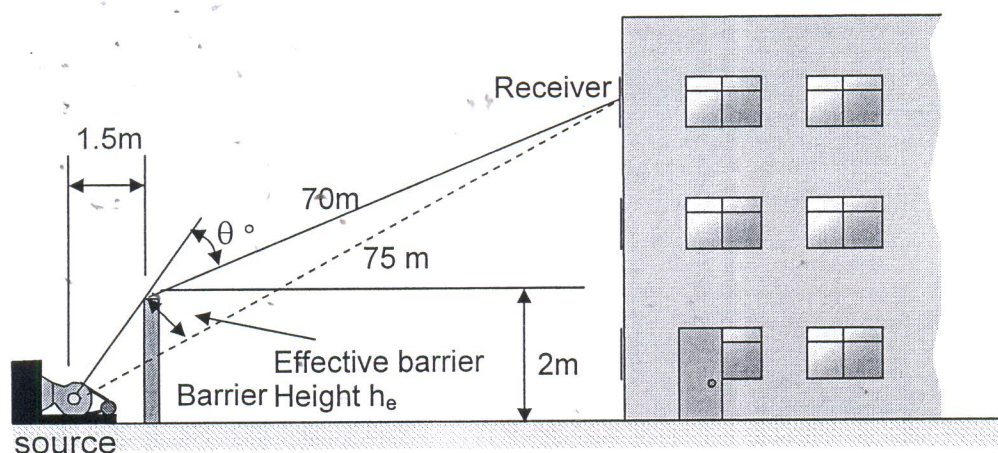 Receiver
1.5m
70m
θ °
75 m
Effective barrier
2m
Barrier Height hₑ
source